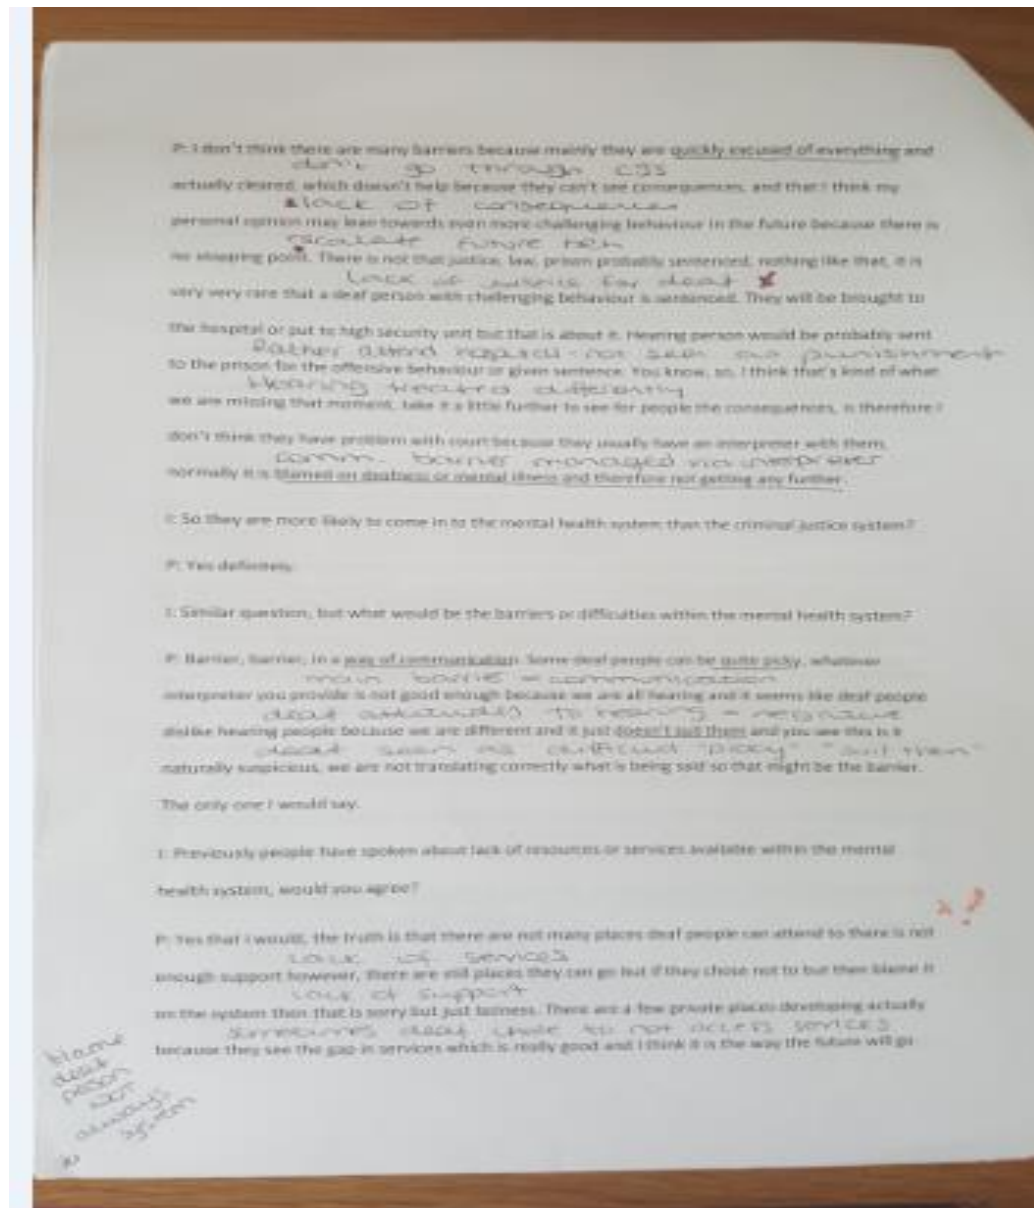 P: I don't think there are many barriers because mainly they are quickly excused of everything and
don't go through CJS
actually cleared, which doesn't help because they can't see consequences, and that I think my
lack of consequences
personal opinion may lean towards even more challenging behaviour in the future because there is
escalate future beh
no stopping point. There is not that justice, law, prison probably sentenced, nothing like that, it is
lack of justice for deaf
very very rare that a deaf person with challenging behaviour is sentenced. They will be brought to
the hospital or put to high security unit but that is about it. Hearing person would be probably sent
Rather attend hospital - not seen as punishment
to the prison for the offensive behaviour or given sentence. You know, so, I think that's kind of what
Hearing treated differently
we are missing that moment, take it a little further to see for people the consequences, is therefore I
don't think they have problem with court because they usually have an interpreter with them,
comm. barrier managed via interpreter
normally it is blamed on deafness or mental illness and therefore not getting any further.
I: So they are more likely to come in to the mental health system than the criminal justice system?
P: Yes definitely
I: Similar question, but what would be the barriers or difficulties within the mental health system?
P: Barrier, barrier, in a way of communication. Some deaf people can be quite picky, whatever
main barrier = communication
interpreter you provide is not good enough because we are all hearing and it seems like deaf people
deaf attitudes to hearing = negative
dislike hearing people because we are different and it just doesn't suit them and you see this is a
deaf seen as difficult "picky" "suit them"
naturally suspicious, we are not translating correctly what is being said so that might be the barrier.
The only one I would say.
I: Previously people have spoken about lack of resources or services available within the mental
health system, would you agree?
P: Yes that I would, the truth is that there are not many places deaf people can attend to there is not
lack of services
enough support however, there are still places they can go but if they chose not to but then blame it
lack of support
on the system then that is sorry but just laziness. There are a few private places developing actually
sometimes deaf chose to not access services
because they see the gap in services which is really good and I think it is the way the future will go
blame
deaf
person
not
always
system